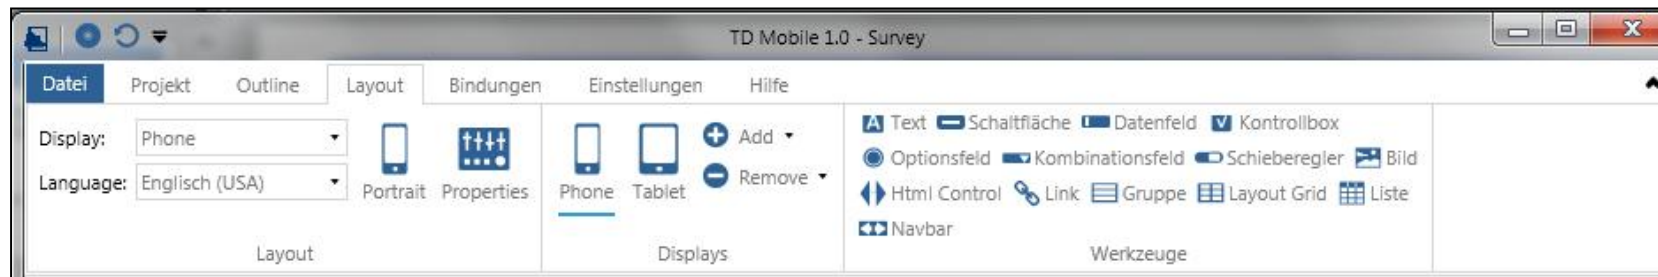 TD Mobile 1.0 - Survey
Datei Projekt Outline Layout Bindungen Einstellungen Hilfe
Display: Phone
Language: Englisch (USA)
Portrait Properties
Layout
Phone Tablet
Add
Remove
Displays
Text Schaltfläche Datenfeld Kontrollbox
Optionsfeld Kombinationsfeld Schieberegler Bild
Html Control Link Gruppe Layout Grid Liste
Navbar
Werkzeuge